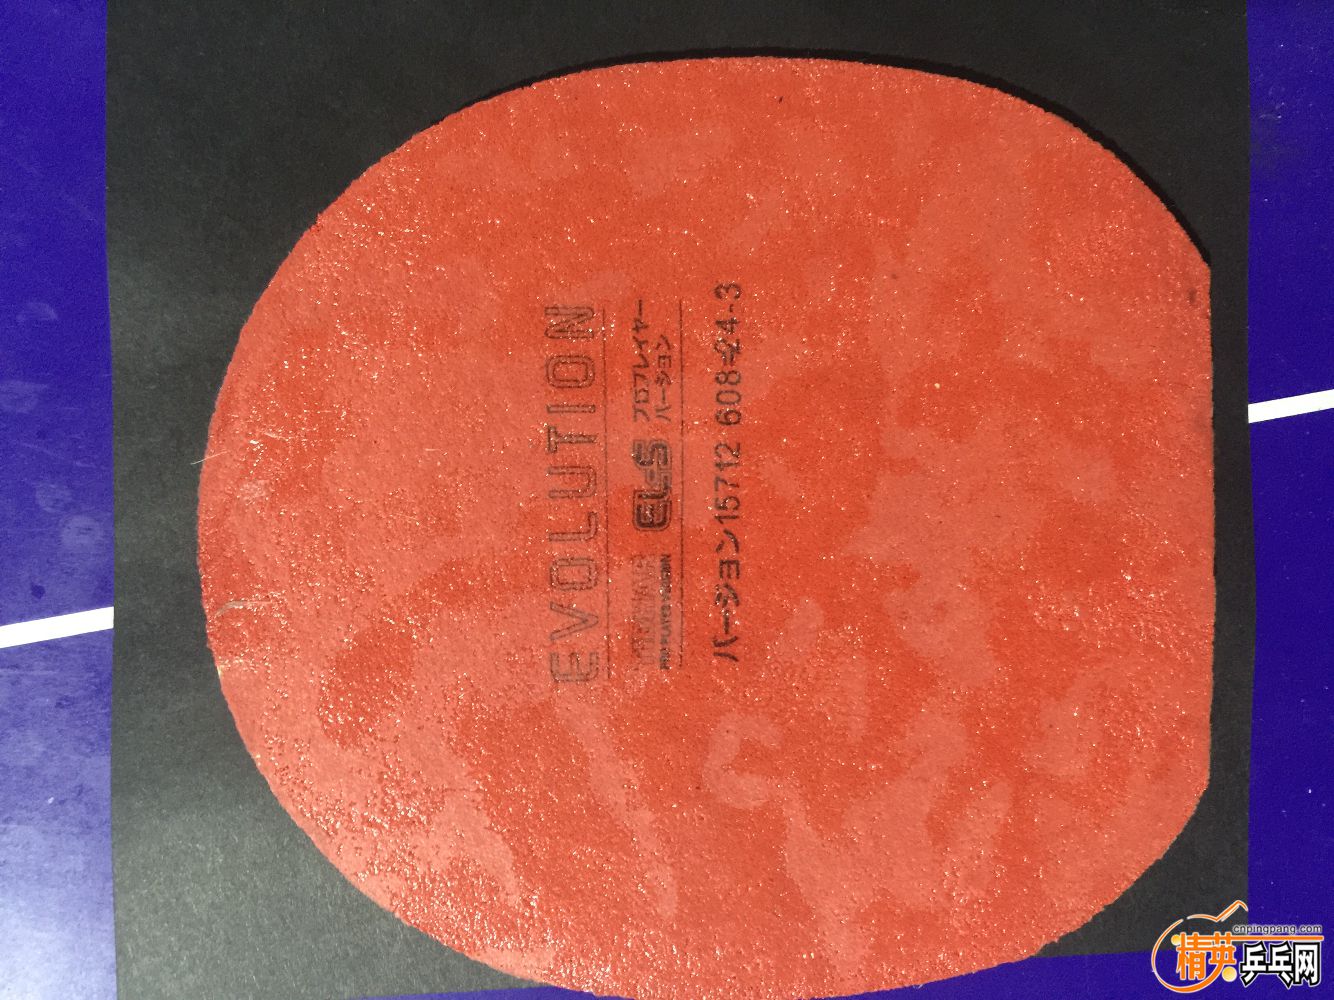 EVOLUTION
EL-S
プロプレイヤー
バージョン
PRO PLAYER VERSION
バージョン15712 608-24-3
cnpingpang.com
精英乒乓网